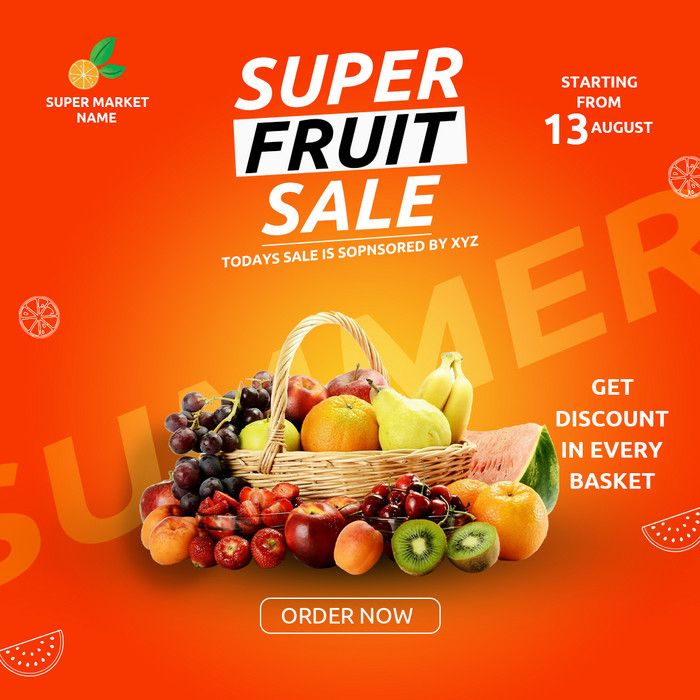 SUPER MARKET
NAME
SUPER
FRUIT
SALE
TODAYS SALE IS SOPNSORED BY XYZ
STARTING
FROM
13 AUGUST
SUMMER
GET
DISCOUNT
IN EVERY
BASKET
ORDER NOW